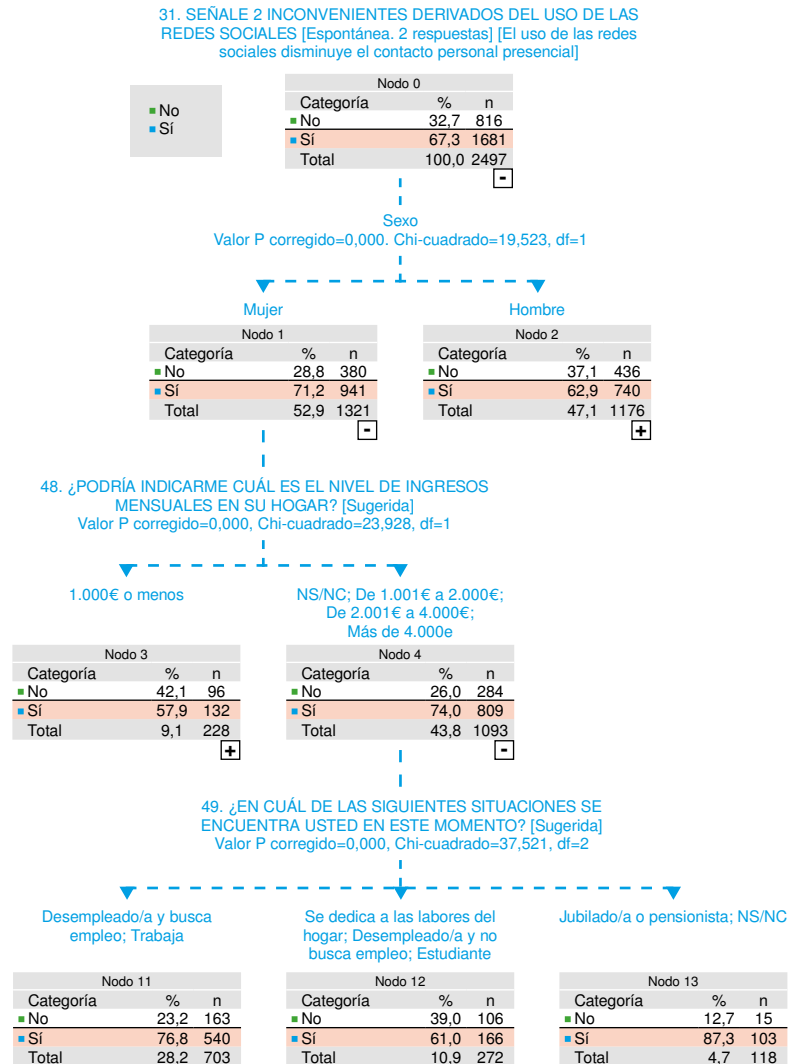 31. SEÑALE 2 INCONVENIENTES DERIVADOS DEL USO DE LAS
REDES SOCIALES [Espontánea. 2 respuestas] [El uso de las redes
sociales disminuye el contacto personal presencial]
No
Sí
Nodo 0
Categoría % n
No 32,7 816
Sí 67,3 1681
Total 100,0 2497
-
Sexo
Valor P corregido=0,000. Chi-cuadrado=19,523, df=1
Mujer
Nodo 1
Categoría % n
No 28,8 380
Sí 71,2 941
Total 52,9 1321
-
Hombre
Nodo 2
Categoría % n
No 37,1 436
Sí 62,9 740
Total 47,1 1176
+
48. ¿PODRÍA INDICARME CUÁL ES EL NIVEL DE INGRESOS
MENSUALES EN SU HOGAR? [Sugerida]
Valor P corregido=0,000, Chi-cuadrado=23,928, df=1
1.000€ o menos
Nodo 3
Categoría % n
No 42,1 96
Sí 57,9 132
Total 9,1 228
+
NS/NC; De 1.001€ a 2.000€;
De 2.001€ a 4.000€;
Más de 4.000e
Nodo 4
Categoría % n
No 26,0 284
Sí 74,0 809
Total 43,8 1093
-
49. ¿EN CUÁL DE LAS SIGUIENTES SITUACIONES SE
ENCUENTRA USTED EN ESTE MOMENTO? [Sugerida]
Valor P corregido=0,000, Chi-cuadrado=37,521, df=2
Desempleado/a y busca
empleo; Trabaja
Nodo 11
Categoría % n
No 23,2 163
Sí 76,8 540
Total 28,2 703
Se dedica a las labores del
hogar; Desempleado/a y no
busca empleo; Estudiante
Nodo 12
Categoría % n
No 39,0 106
Sí 61,0 166
Total 10,9 272
Jubilado/a o pensionista; NS/NC
Nodo 13
Categoría % n
No 12,7 15
Sí 87,3 103
Total 4,7 118